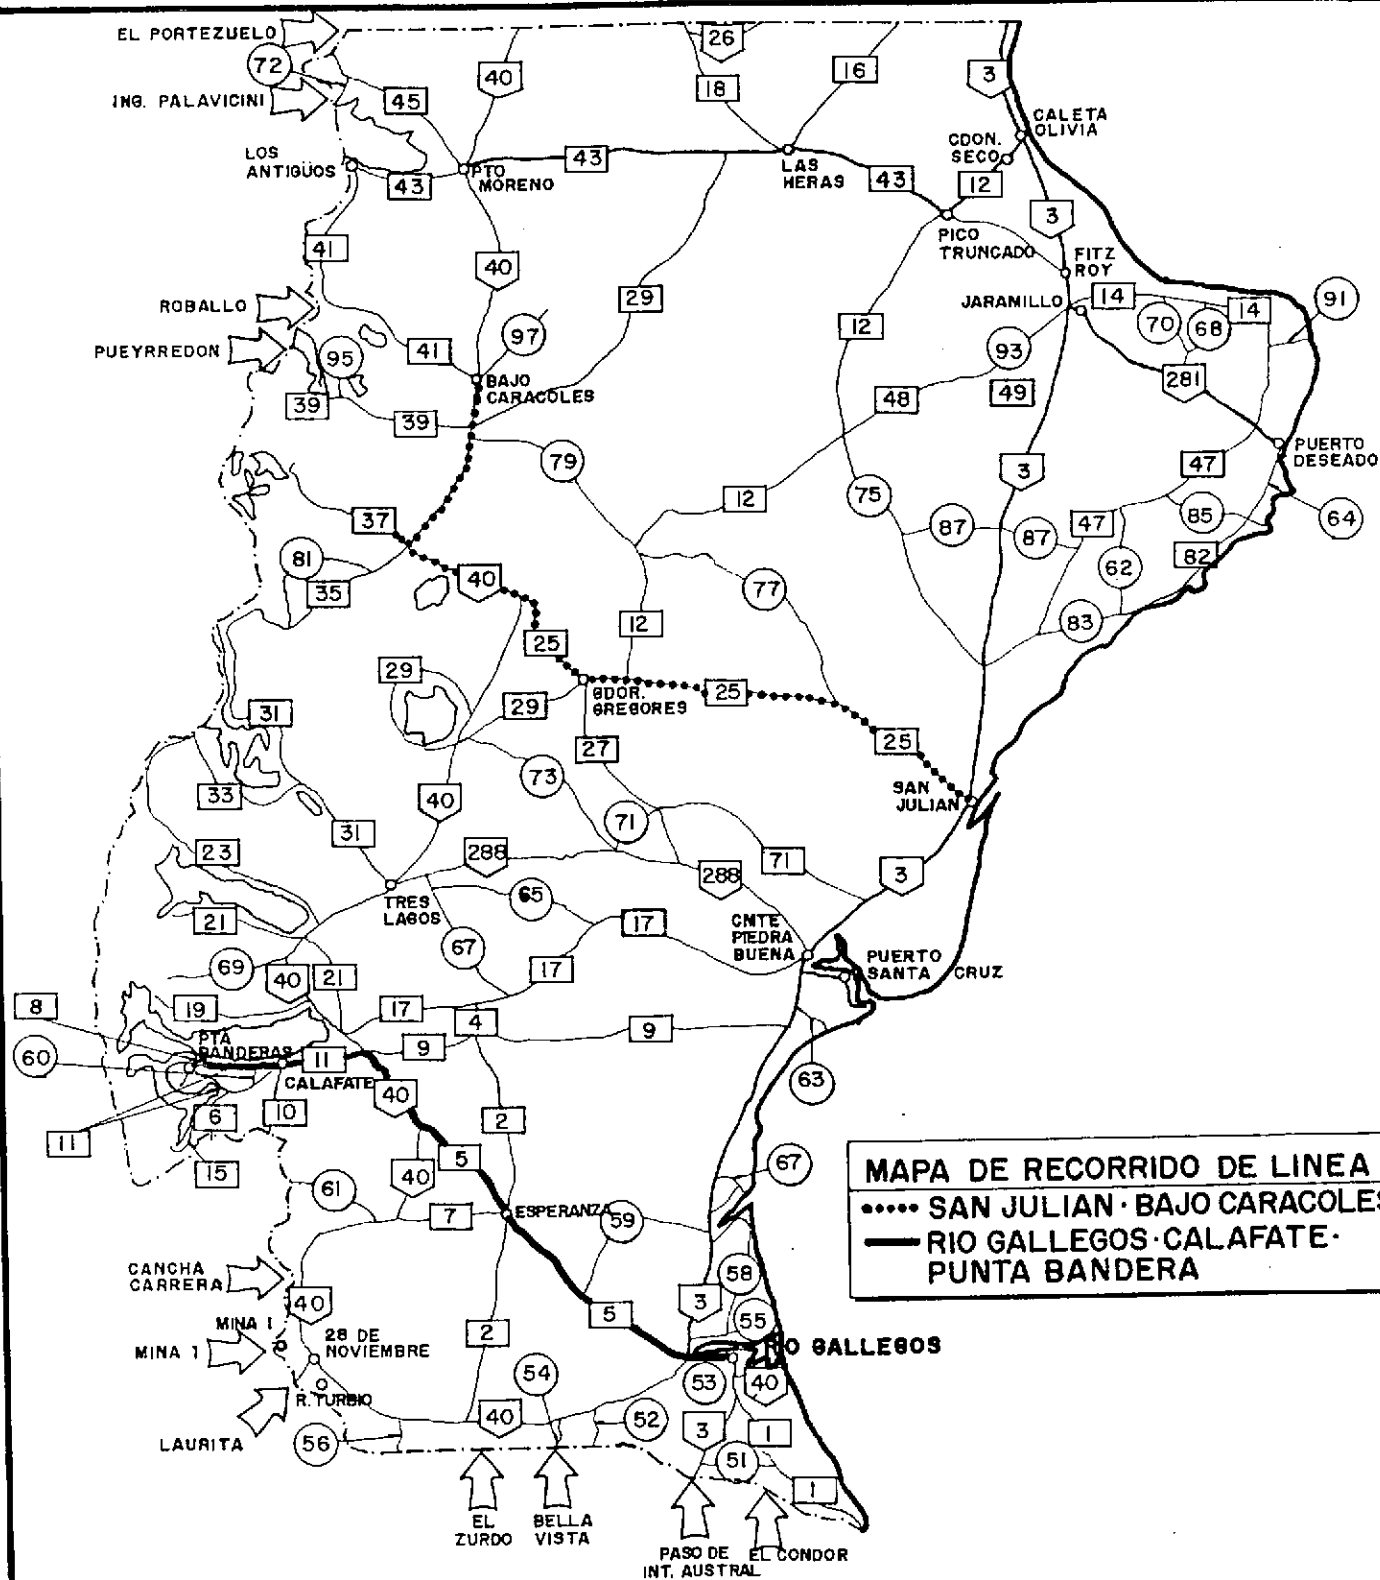 EL PORTEZUELO
72
26
40
16
3
18
ING. PALAVICINI
45
CALETA
OLIVIA
CDON.
SECO
LOS
ANTIGÜOS
43
LAS
HERAS
43
12
43
PTO
MORENO
3
PICO
TRUNCADO
41
40
FITZ
ROY
29
ROBALLO
JARAMILLO
14
14
91
12
97
70
68
PUEYRREDON
95
41
93
281
BAJO
CARACOLES
49
39
39
48
PUERTO
DESEADO
79
3
47
75
12
37
85
64
87
87
47
81
82
40
62
35
77
12
83
25
29
GDOR.
GREGORES
25
29
31
27
25
73
SAN
JULIAN
33
40
71
31
23
288
71
288
3
TRES
LAGOS
65
17
CNTE
PIEDRA
BUENA
21
67
PUERTO
SANTA CRUZ
69
40
21
17
8
19
17
4
9
PTA
BANDERAS
9
60
11
CALAFATE
63
40
6
10
2
11
5
15
40
67
MAPA DE RECORRIDO DE LINEA
SAN JULIAN·BAJO CARACOLES
RIO GALLEGOS·CALAFATE·
PUNTA BANDERA
61
7
ESPERANZA
59
CANCHA
CARRERA
58
40
3
5
55
MINA 1
MINA 1
28 DE
NOVIEMBRE
2
RIO GALLEGOS
54
53
40
R. TURBIO
40
52
3
1
LAURITA
56
51
1
EL
ZURDO
BELLA
VISTA
PASO DE
INT. AUSTRAL
EL CONDOR